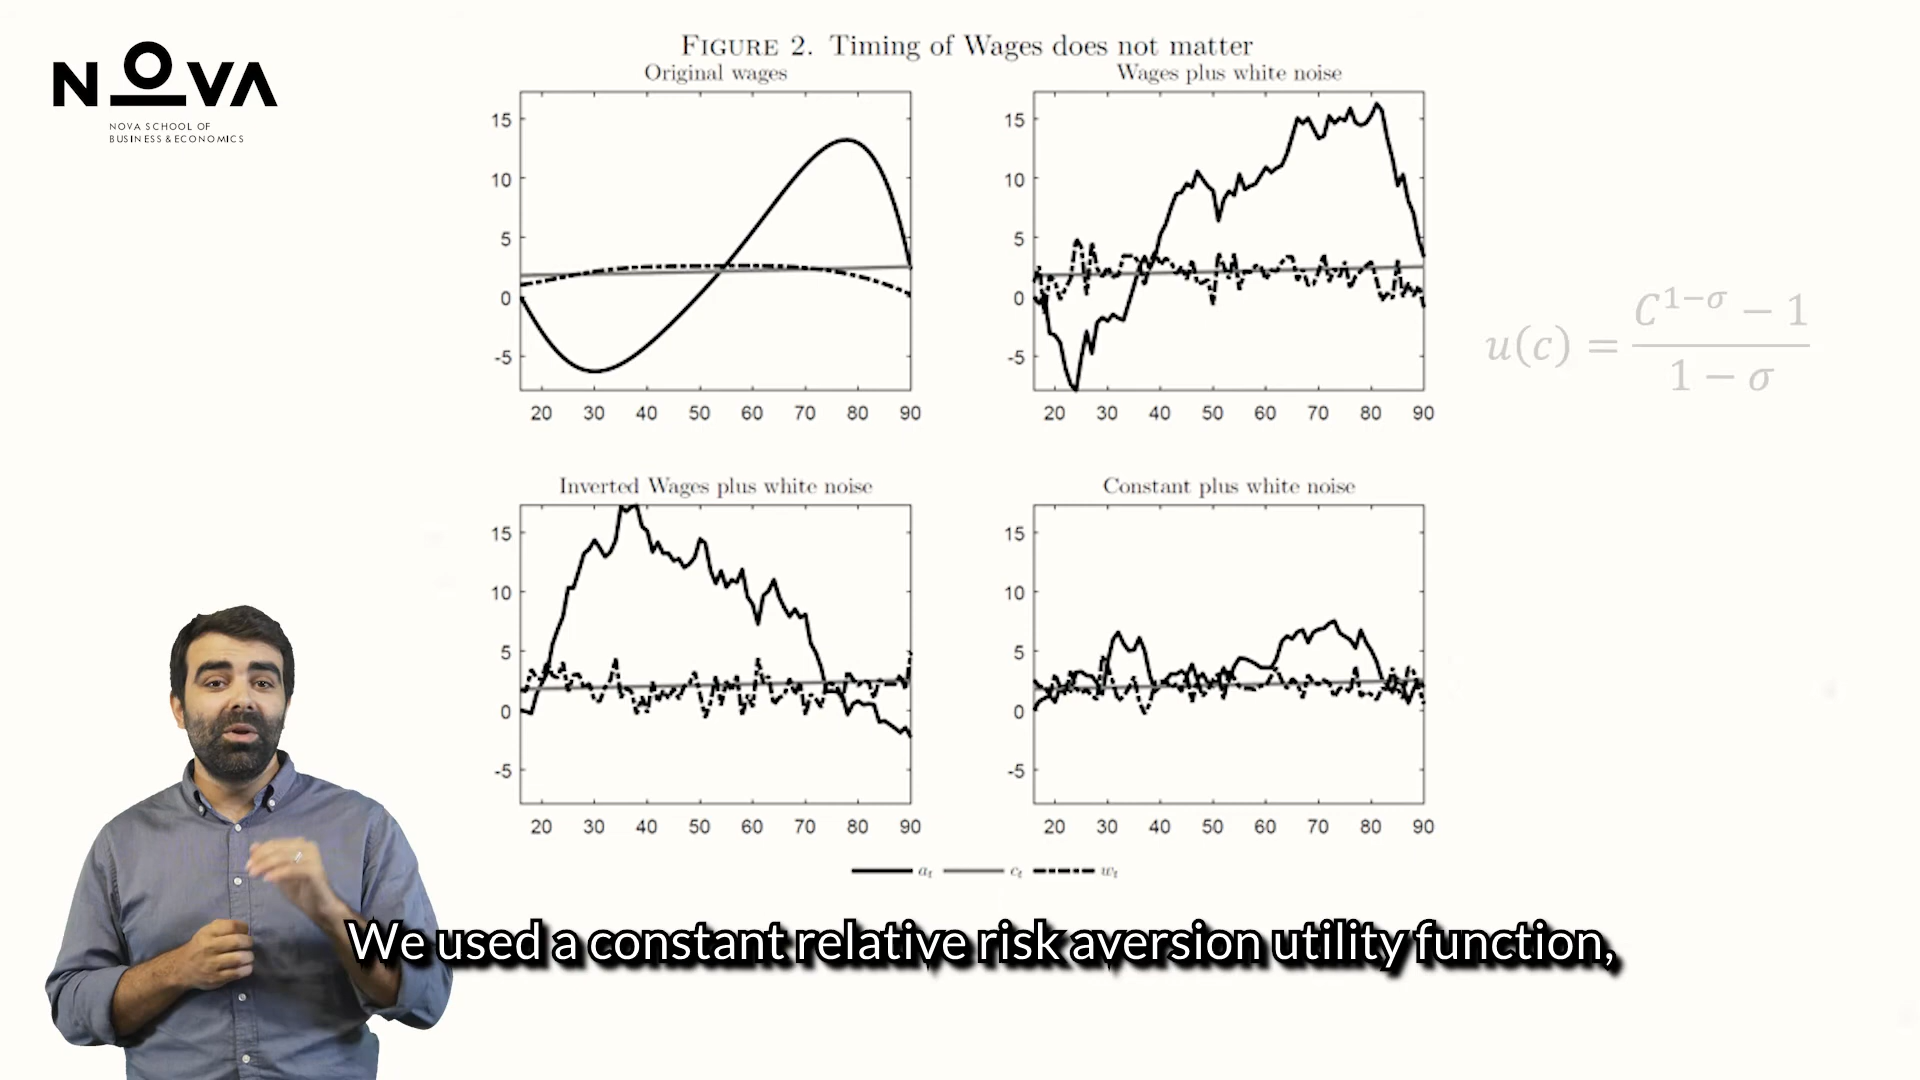 NOVA
NOVA SCHOOL OF
BUSINESS & ECONOMICS
FIGURE 2. Timing of Wages does not matter
Original wages
15
10
5
0
-5
20 30 40 50 60 70 80 90
Wages plus white noise
15
10
5
0
-5
20 30 40 50 60 70 80 90
u(c) = \frac{C^{1-σ} - 1}{1 - σ}
Inverted Wages plus white noise
15
10
5
0
-5
20 30 40 50 60 70 80 90
Constant plus white noise
15
10
5
0
-5
20 30 40 50 60 70 80 90
a_t c_t w_t
We used a constant relative risk aversion utility function,